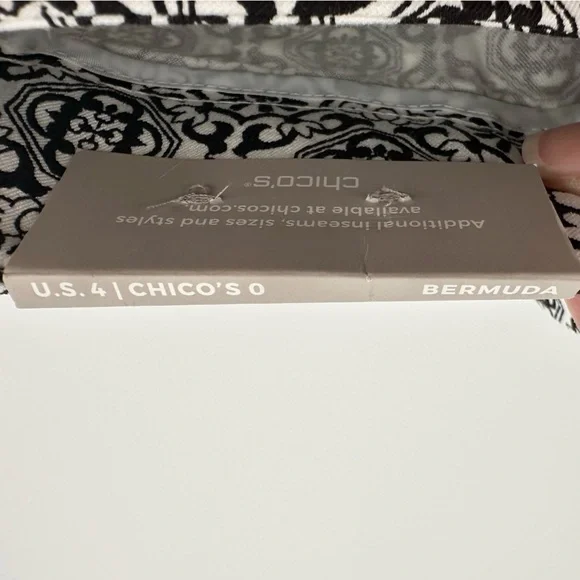 chico's®
Additional inseams, sizes and styles
available at chicos.com
U.S. 4 | CHICO'S 0 BERMUDA